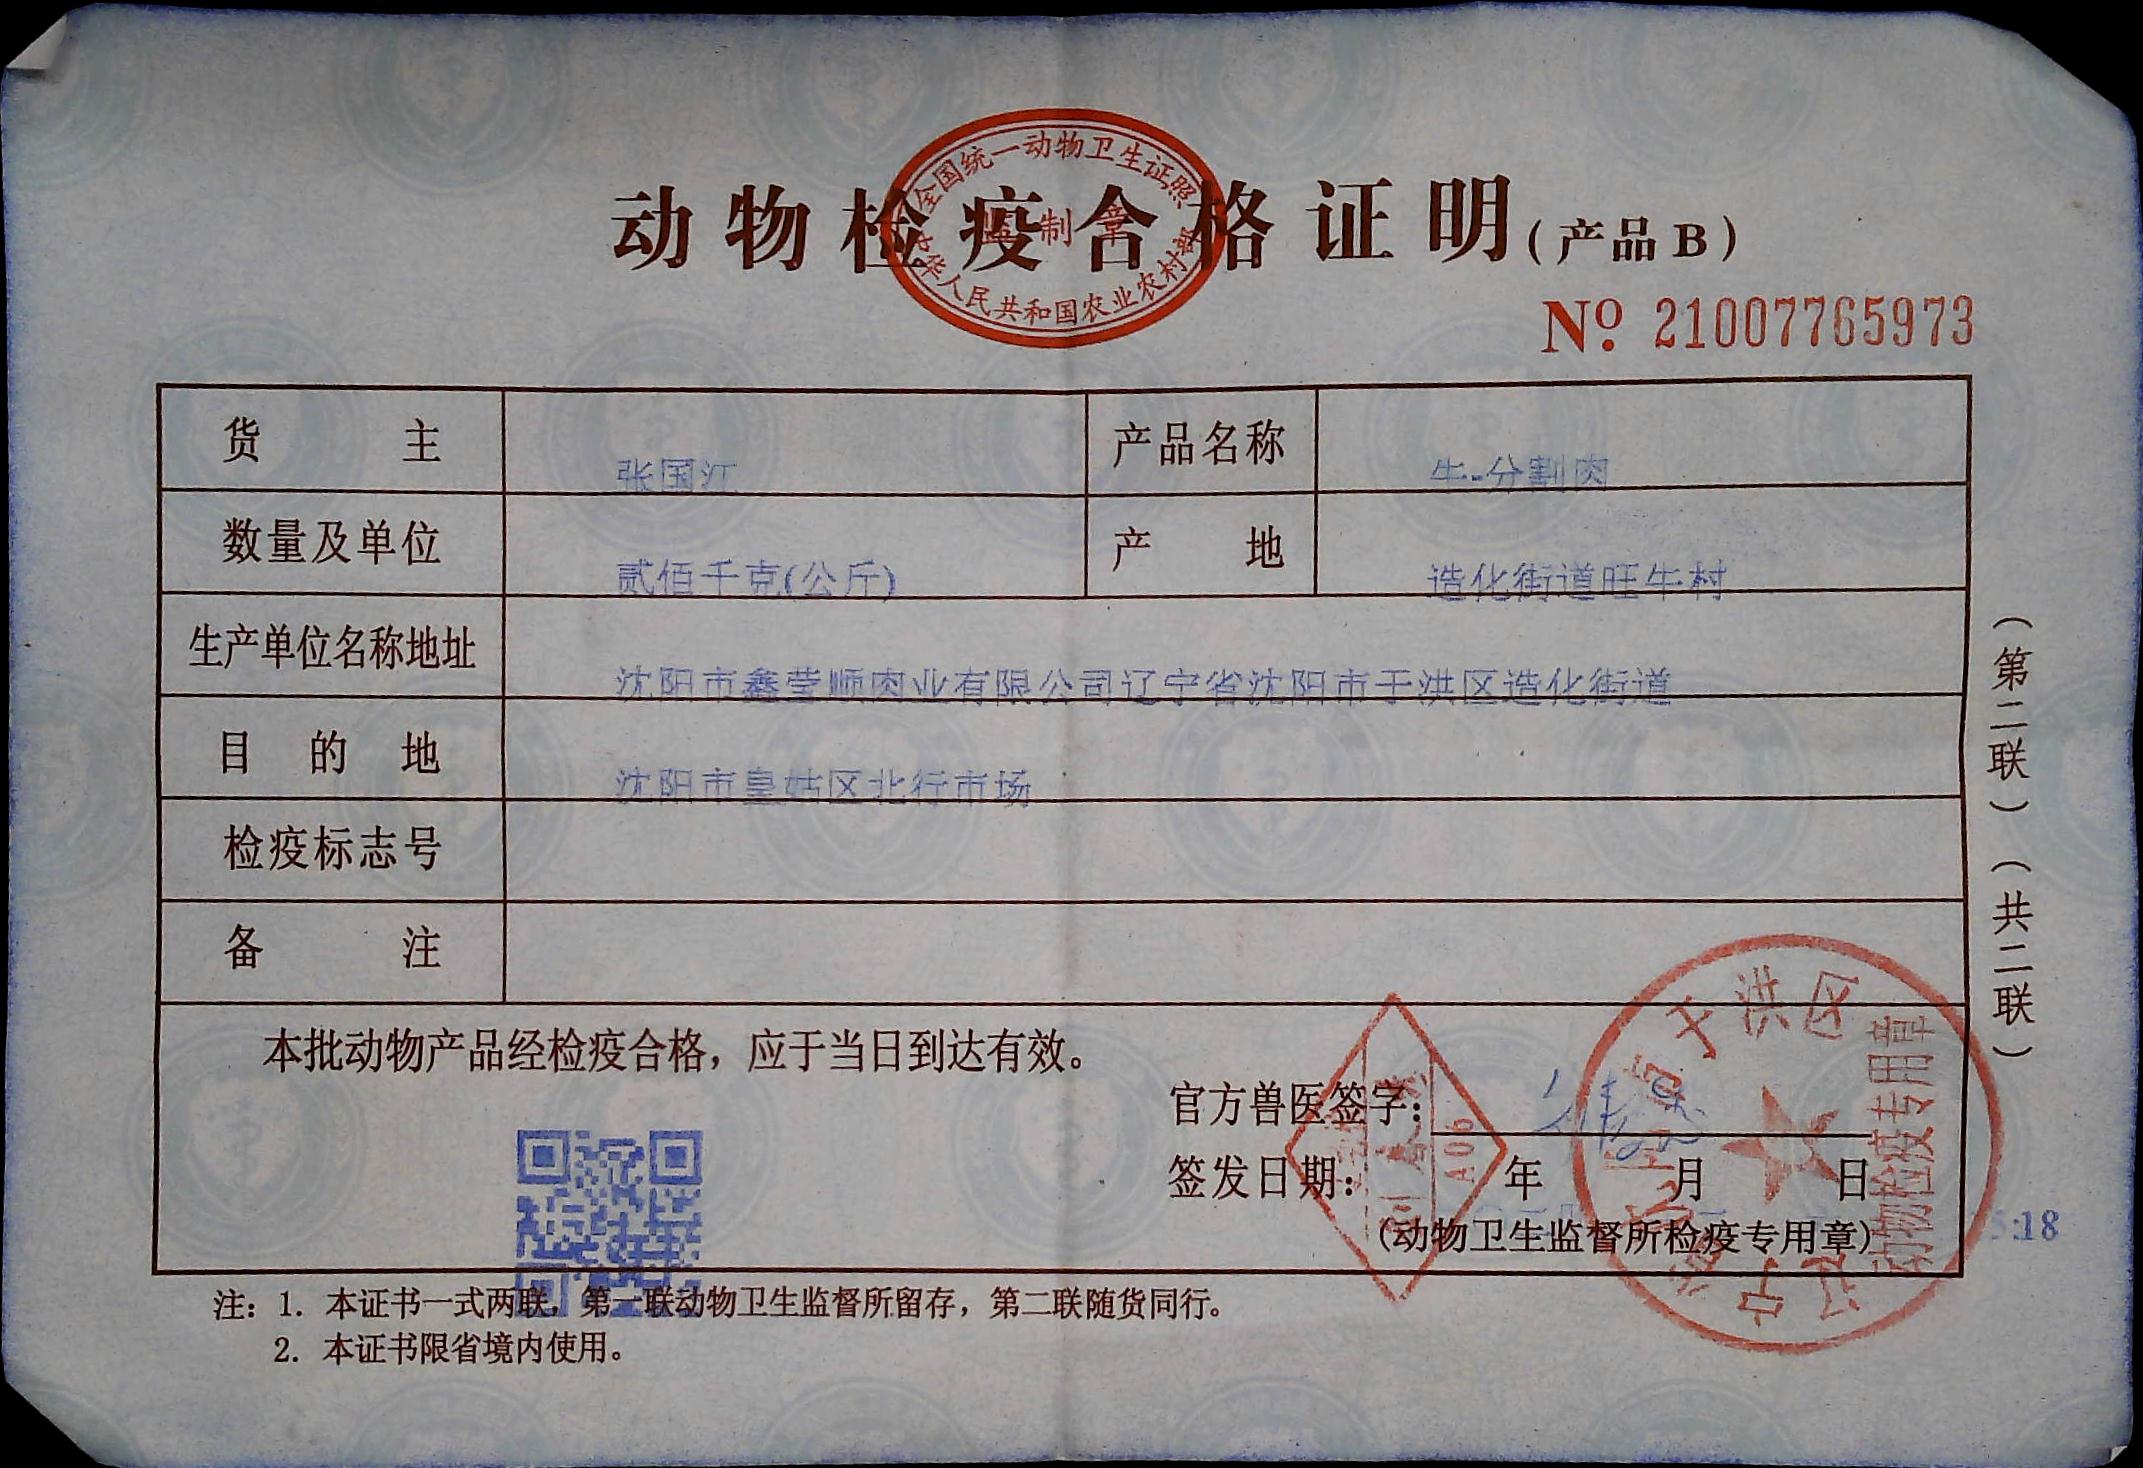 全国统一动物卫生证照
监制章
中华人民共和国农业农村部
动物检疫合格证明(产品B)
№ 21007765973
货主 张国江 产品名称 牛-分割肉
数量及单位 贰佰千克(公斤) 产地 造化街道旺牛村
生产单位名称地址 沈阳市鑫莹顺肉业有限公司辽宁省沈阳市于洪区造化街道
目的地 沈阳市皇姑区北行市场
检疫标志号
备注
本批动物产品经检疫合格，应于当日到达有效。
官方兽医签字：
签发日期： 年 月 日
(动物卫生监督所检疫专用章)
:18
于洪区
动物检疫专用章
A06
(第二联)(共二联)
注：1. 本证书一式两联，第一联动物卫生监督所留存，第二联随货同行。
2. 本证书限省境内使用。